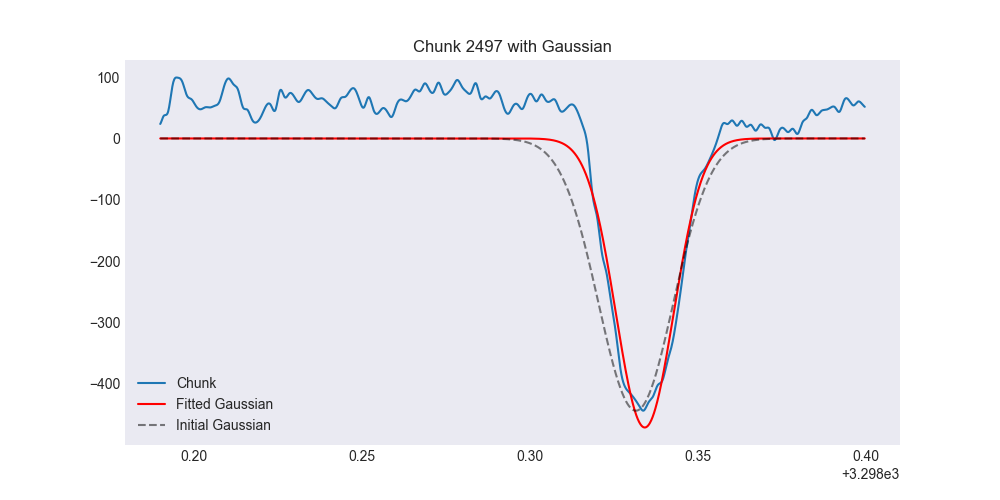 Chunk 2497 with Gaussian
100
0
−100
−200
−300
−400
Chunk
Fitted Gaussian
Initial Gaussian
0.20 0.25 0.30 0.35 0.40
+3.298e3